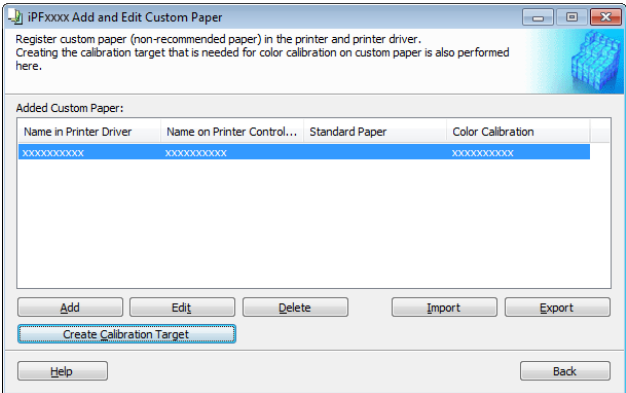 iPFxxxx Add and Edit Custom Paper
Register custom paper (non-recommended paper) in the printer and printer driver.
Creating the calibration target that is needed for color calibration on custom paper is also performed
here.
Added Custom Paper:
Name in Printer Driver Name on Printer Control... Standard Paper Color Calibration
xxxxxxxxxx xxxxxxxxxx xxxxxxxxxx
Add Edit Delete Import Export
Create Calibration Target
Help Back